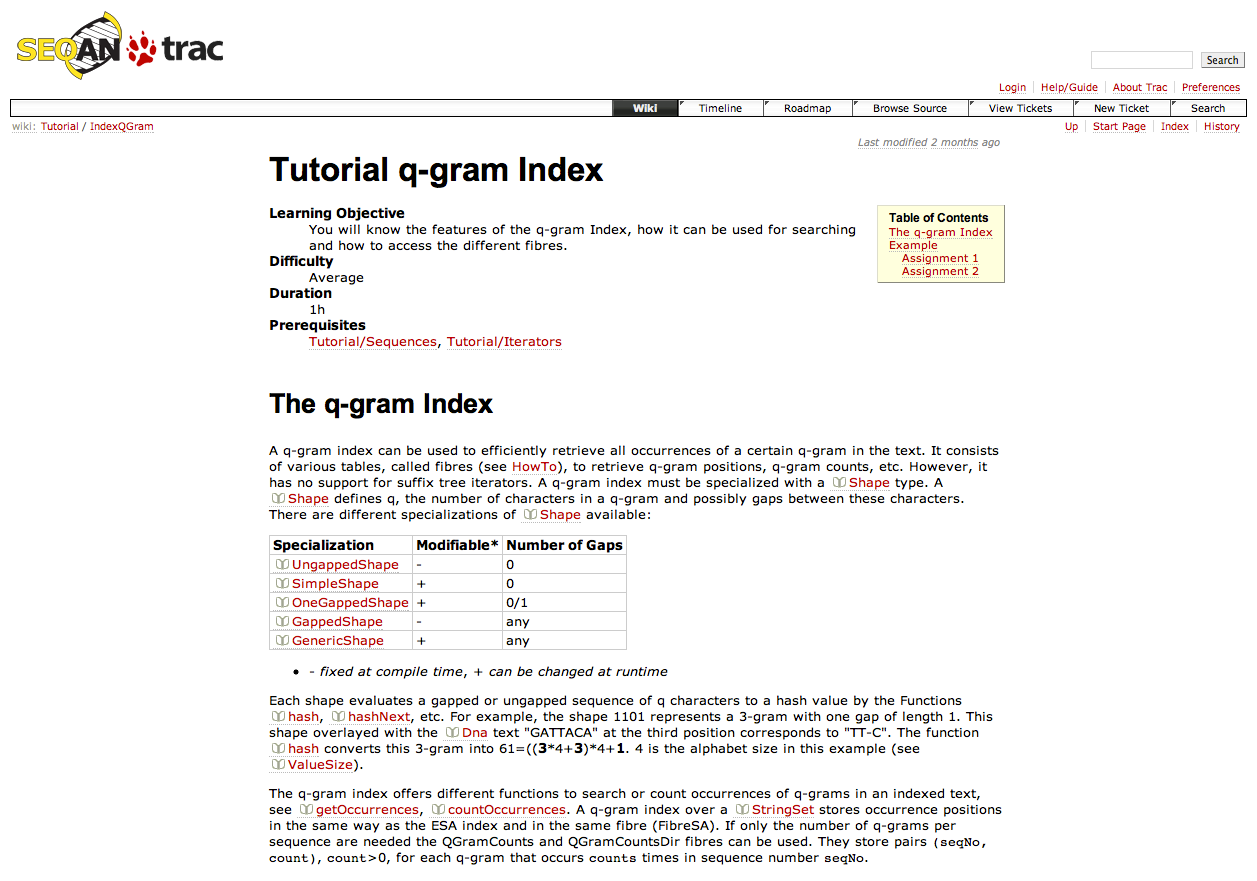 SEQAN trac
Search
Login Help/Guide About Trac Preferences
Wiki Timeline Roadmap Browse Source View Tickets New Ticket Search
wiki: Tutorial / IndexQGram
Up Start Page Index History
Last modified 2 months ago
Tutorial q-gram Index
Learning Objective
You will know the features of the q-gram Index, how it can be used for searching
and how to access the different fibres.
Difficulty
Average
Duration
1h
Prerequisites
Tutorial/Sequences, Tutorial/Iterators
Table of Contents
The q-gram Index
Example
Assignment 1
Assignment 2
The q-gram Index
A q-gram index can be used to efficiently retrieve all occurrences of a certain q-gram in the text. It consists
of various tables, called fibres (see HowTo), to retrieve q-gram positions, q-gram counts, etc. However, it
has no support for suffix tree iterators. A q-gram index must be specialized with a Shape type. A
Shape defines q, the number of characters in a q-gram and possibly gaps between these characters.
There are different specializations of Shape available:
Specialization Modifiable* Number of Gaps
UngappedShape - 0
SimpleShape + 0
OneGappedShape + 0/1
GappedShape - any
GenericShape + any
• - fixed at compile time, + can be changed at runtime
Each shape evaluates a gapped or ungapped sequence of q characters to a hash value by the Functions
hash, hashNext, etc. For example, the shape 1101 represents a 3-gram with one gap of length 1. This
shape overlayed with the Dna text "GATTACA" at the third position corresponds to "TT-C". The function
hash converts this 3-gram into 61=((3*4+3)*4+1. 4 is the alphabet size in this example (see
ValueSize).
The q-gram index offers different functions to search or count occurrences of q-grams in an indexed text,
see getOccurrences, countOccurrences. A q-gram index over a StringSet stores occurrence positions
in the same way as the ESA index and in the same fibre (FibreSA). If only the number of q-grams per
sequence are needed the QGramCounts and QGramCountsDir fibres can be used. They store pairs (seqNo,
count), count>0, for each q-gram that occurs counts times in sequence number seqNo.